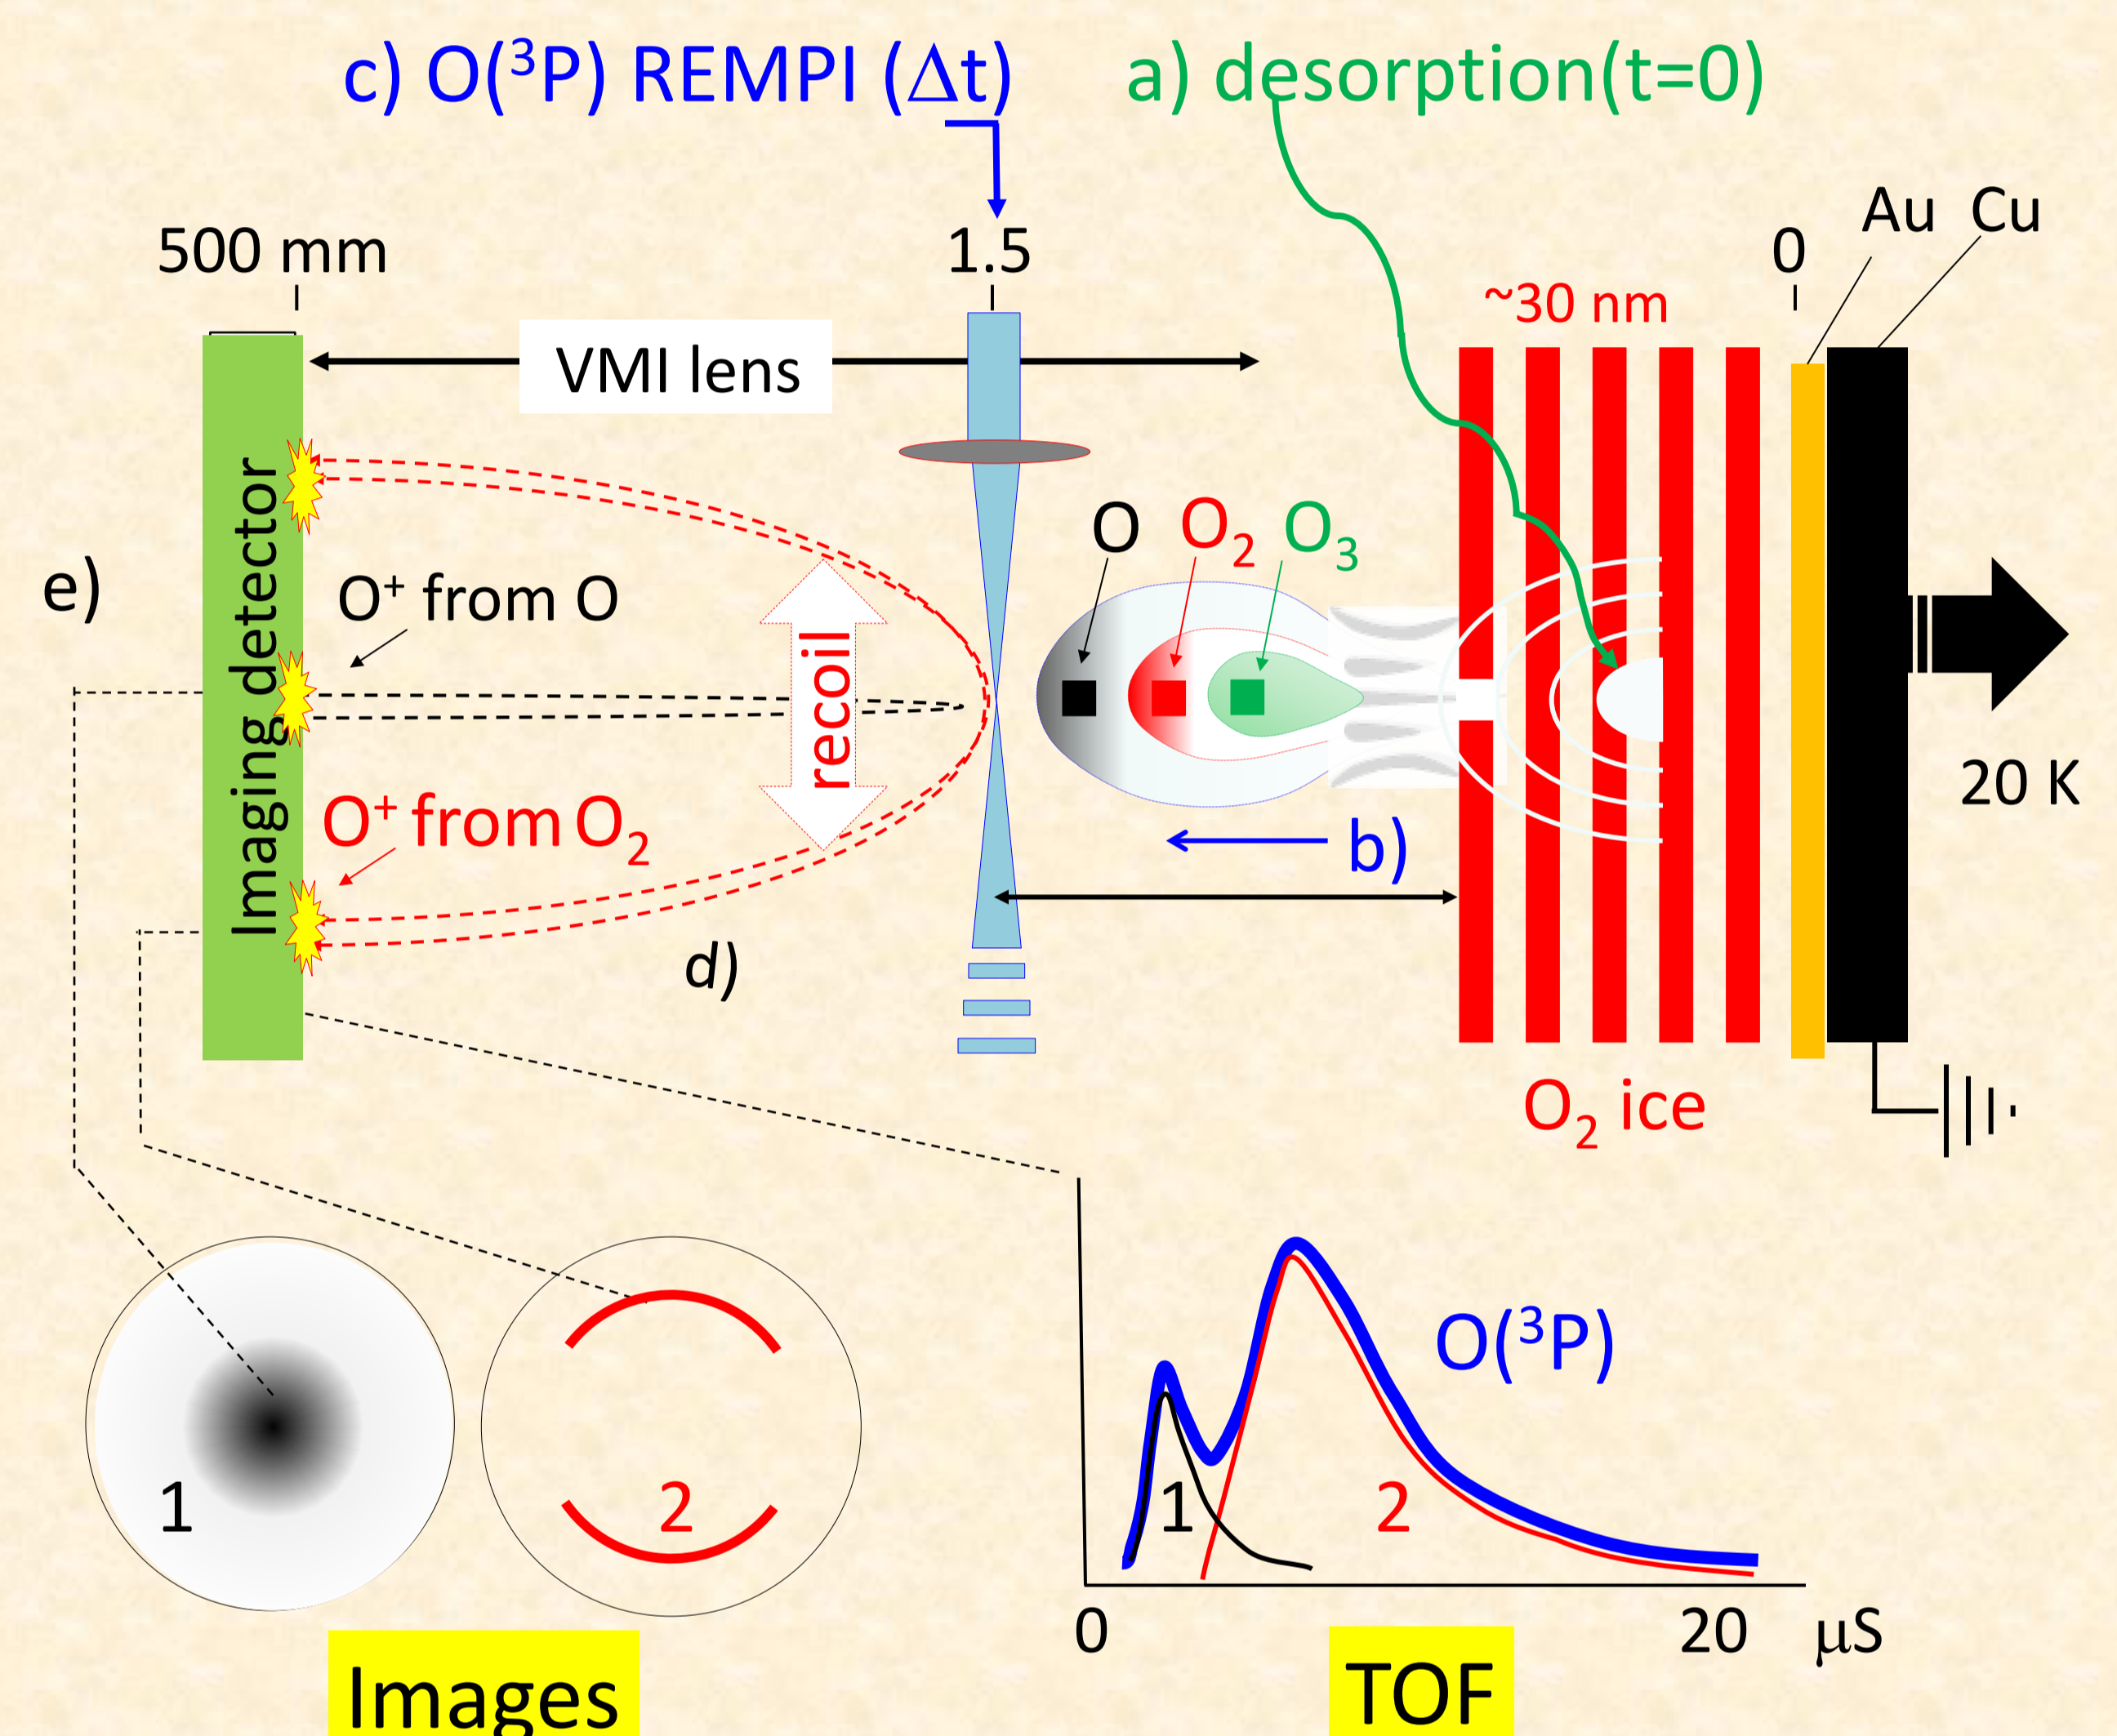 c) O(³P) REMPI (Δt)
a) desorption(t=0)
Au Cu
500 mm
1.5
0
~30 nm
VMI lens
O
O₂
O₃
Imaging detector
e)
O⁺ from O
recoil
20 K
O⁺ from O₂
b)
d)
O₂ ice
O(³P)
1
2
1
2
0
20 μS
Images
TOF